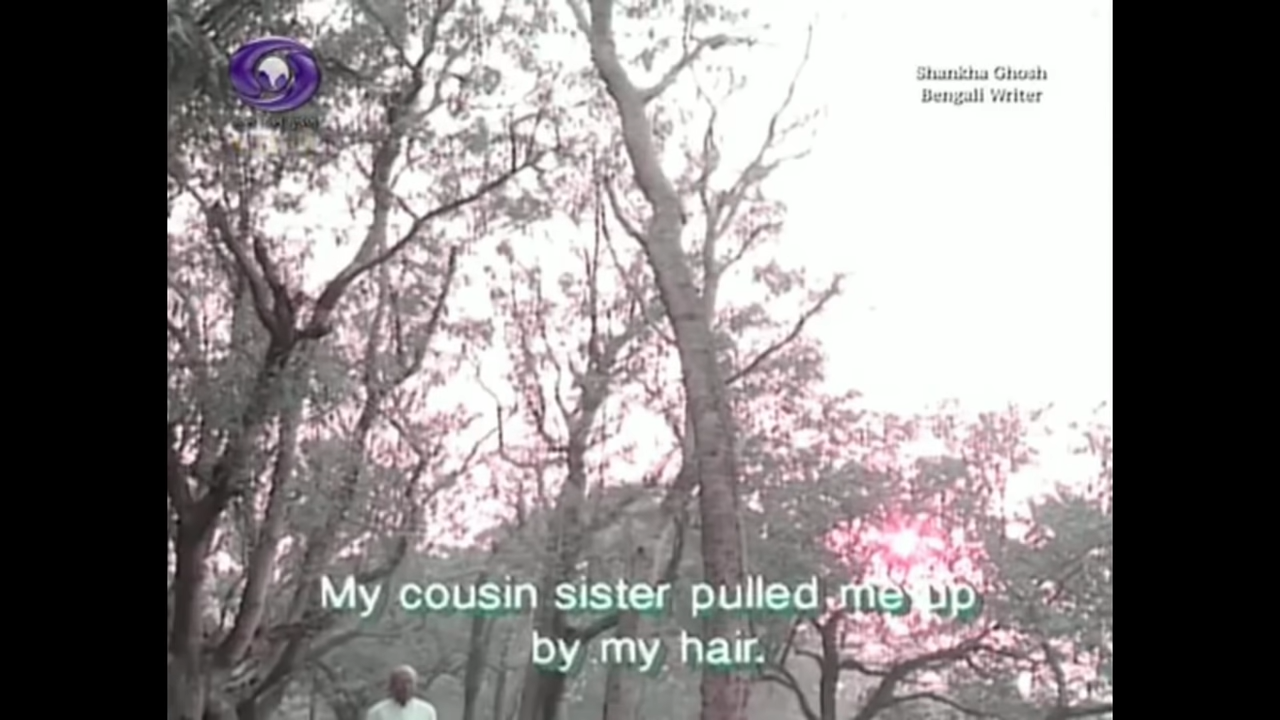 Shankha Ghosh
Bengali Writer
My cousin sister pulled me up
by my hair.